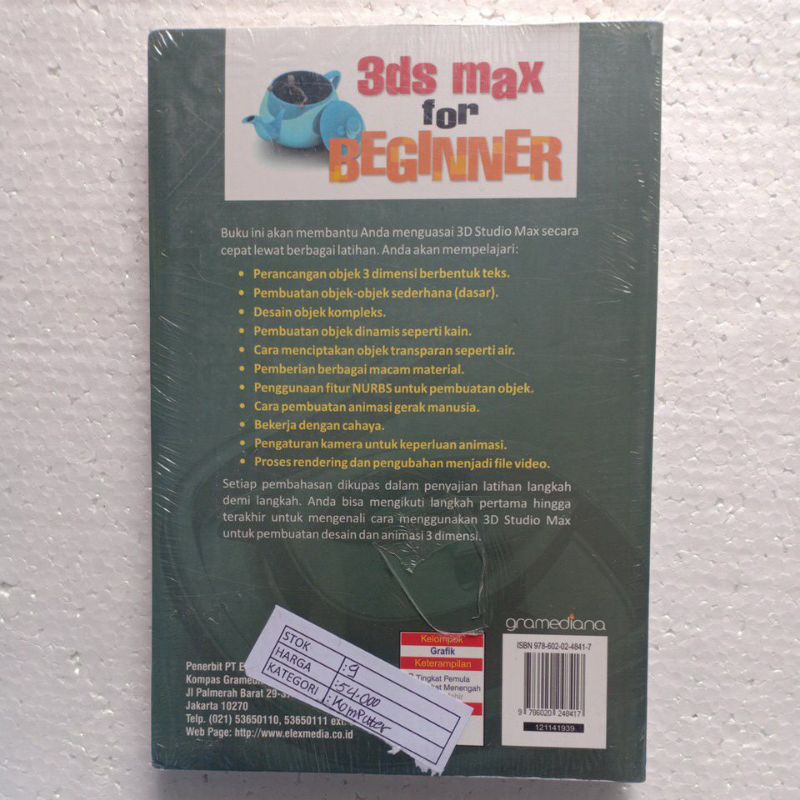 3ds max
for
BEGINNER
Buku ini akan membantu Anda menguasai 3D Studio Max secara
cepat lewat berbagai latihan. Anda akan mempelajari:
• Perancangan objek 3 dimensi berbentuk teks.
• Pembuatan objek-objek sederhana (dasar).
• Desain objek kompleks.
• Pembuatan objek dinamis seperti kain.
• Cara menciptakan objek transparan seperti air.
• Pemberian berbagai macam material.
• Penggunaan fitur NURBS untuk pembuatan objek.
• Cara pembuatan animasi gerak manusia.
• Bekerja dengan cahaya.
• Pengaturan kamera untuk keperluan animasi.
• Proses rendering dan pengubahan menjadi file video.
Setiap pembahasan dikupas dalam penyajian latihan langkah
demi langkah. Anda bisa mengikuti langkah pertama hingga
terakhir untuk mengenali cara menggunakan 3D Studio Max
untuk pembuatan desain dan animasi 3 dimensi.
Penerbit PT
Kompas
Jl Palmerah Barat
Jakarta 10270
Telp. (021) 53650110, 53650111
Web Page: http://www.elexmedia.co.id
STOK : 9
HARGA : 54.000
KATEGORI : Komputer
Kelompok
Grafik
Keterampilan
Tingkat Pemula
Menengah
gramediana
ISBN 978-602-02-4841-7
9 786020 248417
121141939